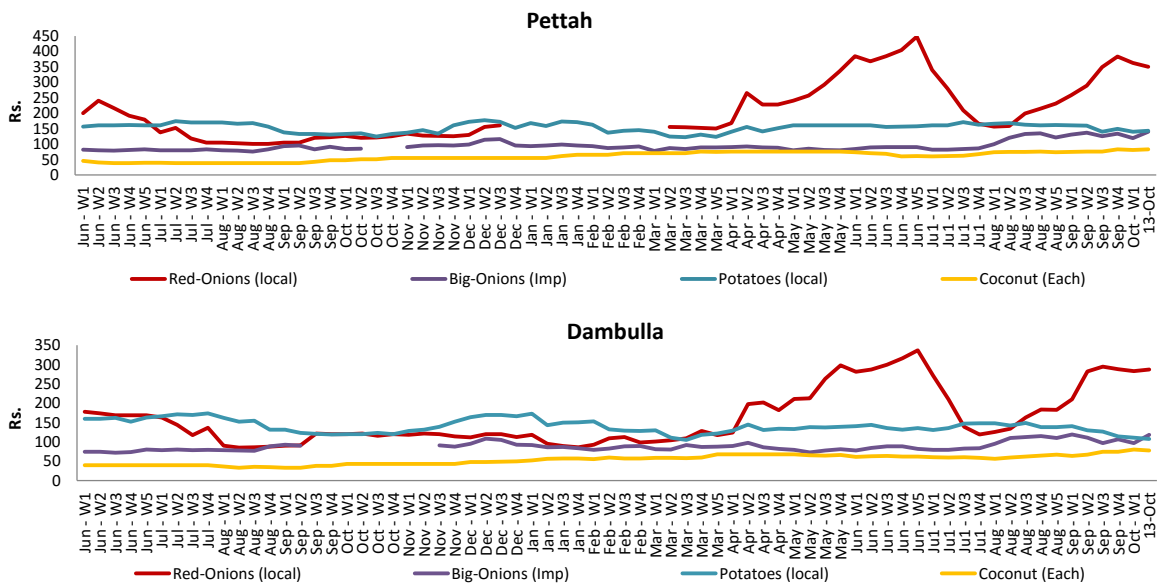 Pettah
Rs.
450
400
350
300
250
200
150
100
50
0
Jun - W1
Jun - W2
Jun - W3
Jun - W4
Jun - W5
Jul - W1
Jul - W2
Jul - W3
Jul - W4
Aug - W1
Aug - W2
Aug - W3
Aug - W4
Sep - W1
Sep - W2
Sep - W3
Sep - W4
Oct - W1
Oct - W2
Oct - W3
Oct - W4
Nov - W1
Nov - W2
Nov - W3
Nov - W4
Dec - W1
Dec - W2
Dec - W3
Dec - W4
Jan - W1
Jan - W2
Jan - W3
Jan - W4
Feb - W1
Feb - W2
Feb - W3
Feb - W4
Mar - W1
Mar - W2
Mar - W3
Mar - W4
Apr - W1
Apr - W2
Apr - W3
Apr - W4
May - W1
May - W2
May - W3
May - W4
Jun - W1
Jun - W2
Jun - W3
Jun - W4
Jun - W5
Ju1 - W1
Ju1 - W2
Ju1 - W3
Ju1 - W4
Aug - W1
Aug - W2
Aug - W3
Aug - W4
Sep - W1
Sep - W2
Sep - W3
Sep - W4
Oct - W1
13-Oct
Red-Onions (local) Big-Onions (Imp) Potatoes (local) Coconut (Each)
Dambulla
Rs.
350
300
250
200
150
100
50
0
Jun - W1
Jun - W2
Jun - W3
Jun - W4
Jun - W5
Jul - W1
Jul - W2
Jul - W3
Jul - W4
Aug - W1
Aug - W2
Aug - W3
Aug - W4
Sep - W1
Sep - W2
Sep - W3
Sep - W4
Oct - W1
Oct - W2
Oct - W3
Oct - W4
Nov - W1
Nov - W2
Nov - W3
Nov - W4
Dec - W1
Dec - W2
Dec - W3
Dec - W4
Jan - W1
Jan - W2
Jan - W3
Jan - W4
Feb - W1
Feb - W2
Feb - W3
Feb - W4
Mar - W1
Mar - W2
Mar - W3
Mar - W4
Apr - W1
Apr - W2
Apr - W3
Apr - W4
May - W1
May - W2
May - W3
May - W4
Jun - W1
Jun - W2
Jun - W3
Jun - W4
Jun - W5
Ju1 - W1
Ju1 - W2
Ju1 - W3
Ju1 - W4
Aug - W1
Aug - W2
Aug - W3
Aug - W4
Sep - W1
Sep - W2
Sep - W3
Sep - W4
Oct - W1
13-Oct
Red-Onions (local) Big-Onions (Imp) Potatoes (local) Coconut (Each)